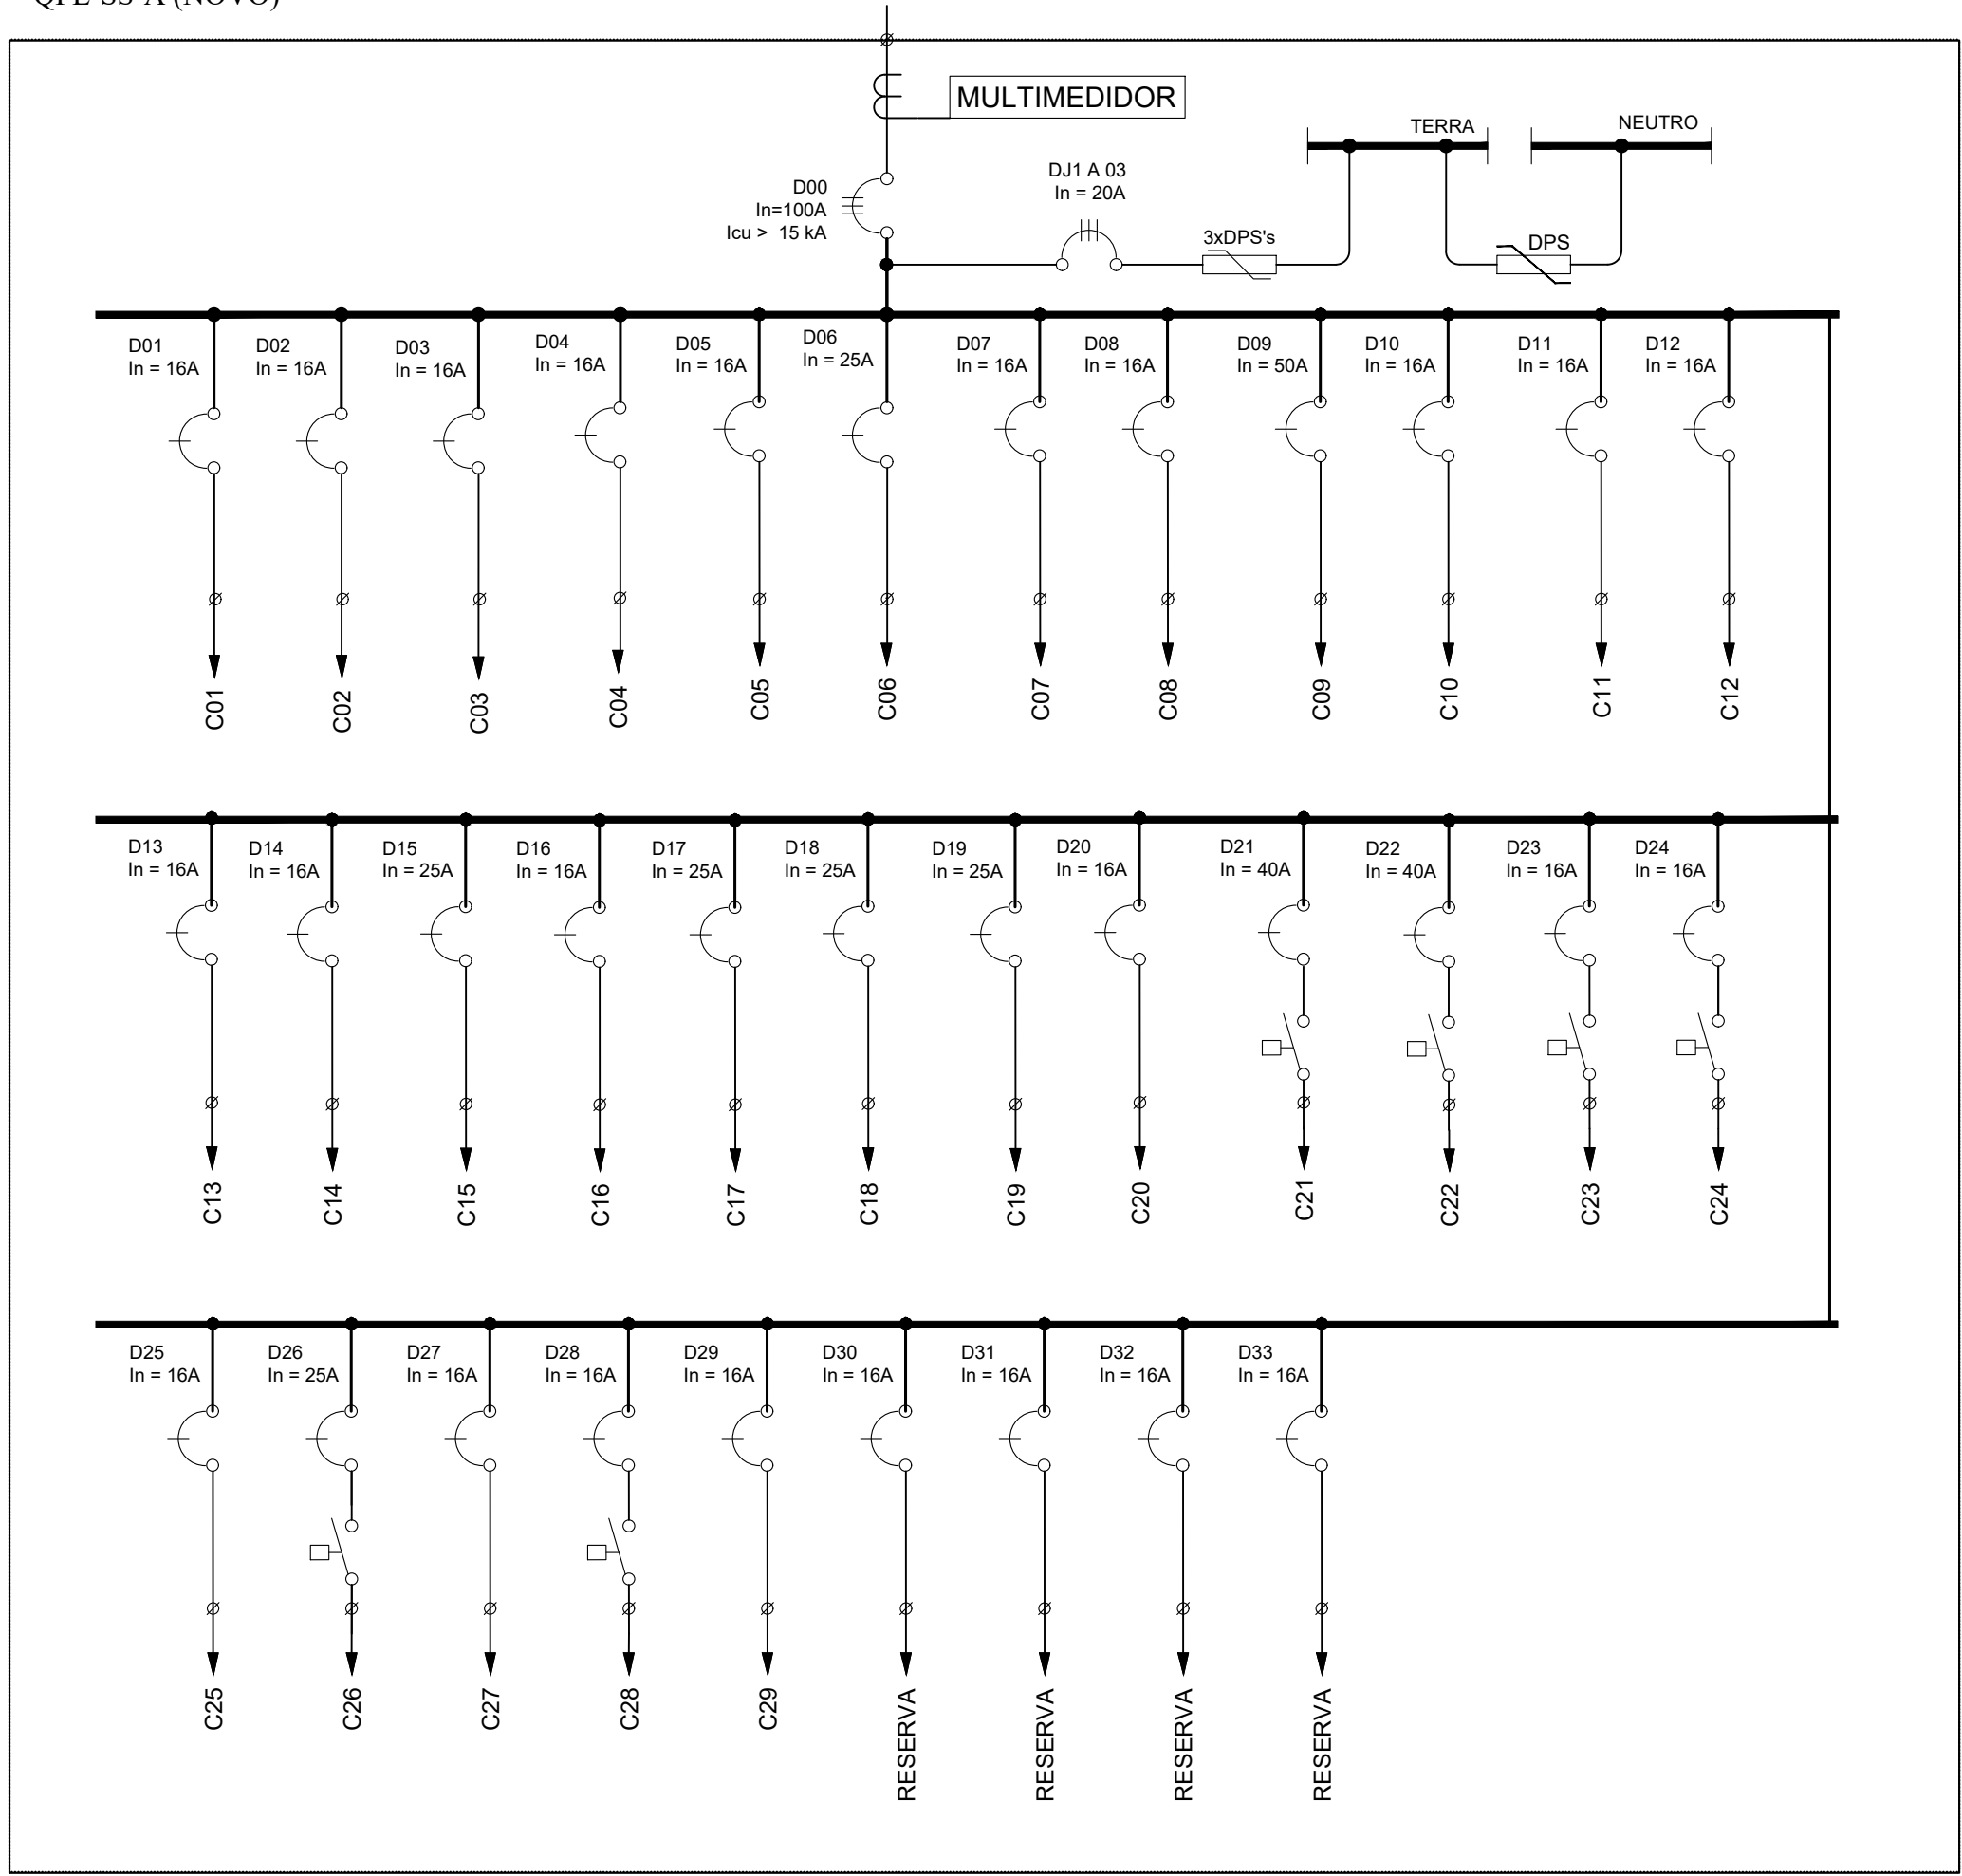 (NOVO)
MULTIMEDIDOR
TERRA
NEUTRO
D00
In=100A
Icu > 15 kA
DJ1 A 03
In = 20A
3xDPS's
DPS
D01
In = 16A
D02
In = 16A
D03
In = 16A
D04
In = 16A
D05
In = 16A
D06
In = 25A
D07
In = 16A
D08
In = 16A
D09
In = 50A
D10
In = 16A
D11
In = 16A
D12
In = 16A
C01
C02
C03
C04
C05
C06
C07
C08
C09
C10
C11
C12
D13
In = 16A
D14
In = 16A
D15
In = 25A
D16
In = 16A
D17
In = 25A
D18
In = 25A
D19
In = 25A
D20
In = 16A
D21
In = 40A
D22
In = 40A
D23
In = 16A
D24
In = 16A
C13
C14
C15
C16
C17
C18
C19
C20
C21
C22
C23
C24
D25
In = 16A
D26
In = 25A
D27
In = 16A
D28
In = 16A
D29
In = 16A
D30
In = 16A
D31
In = 16A
D32
In = 16A
D33
In = 16A
C25
C26
C27
C28
C29
RESERVA
RESERVA
RESERVA
RESERVA